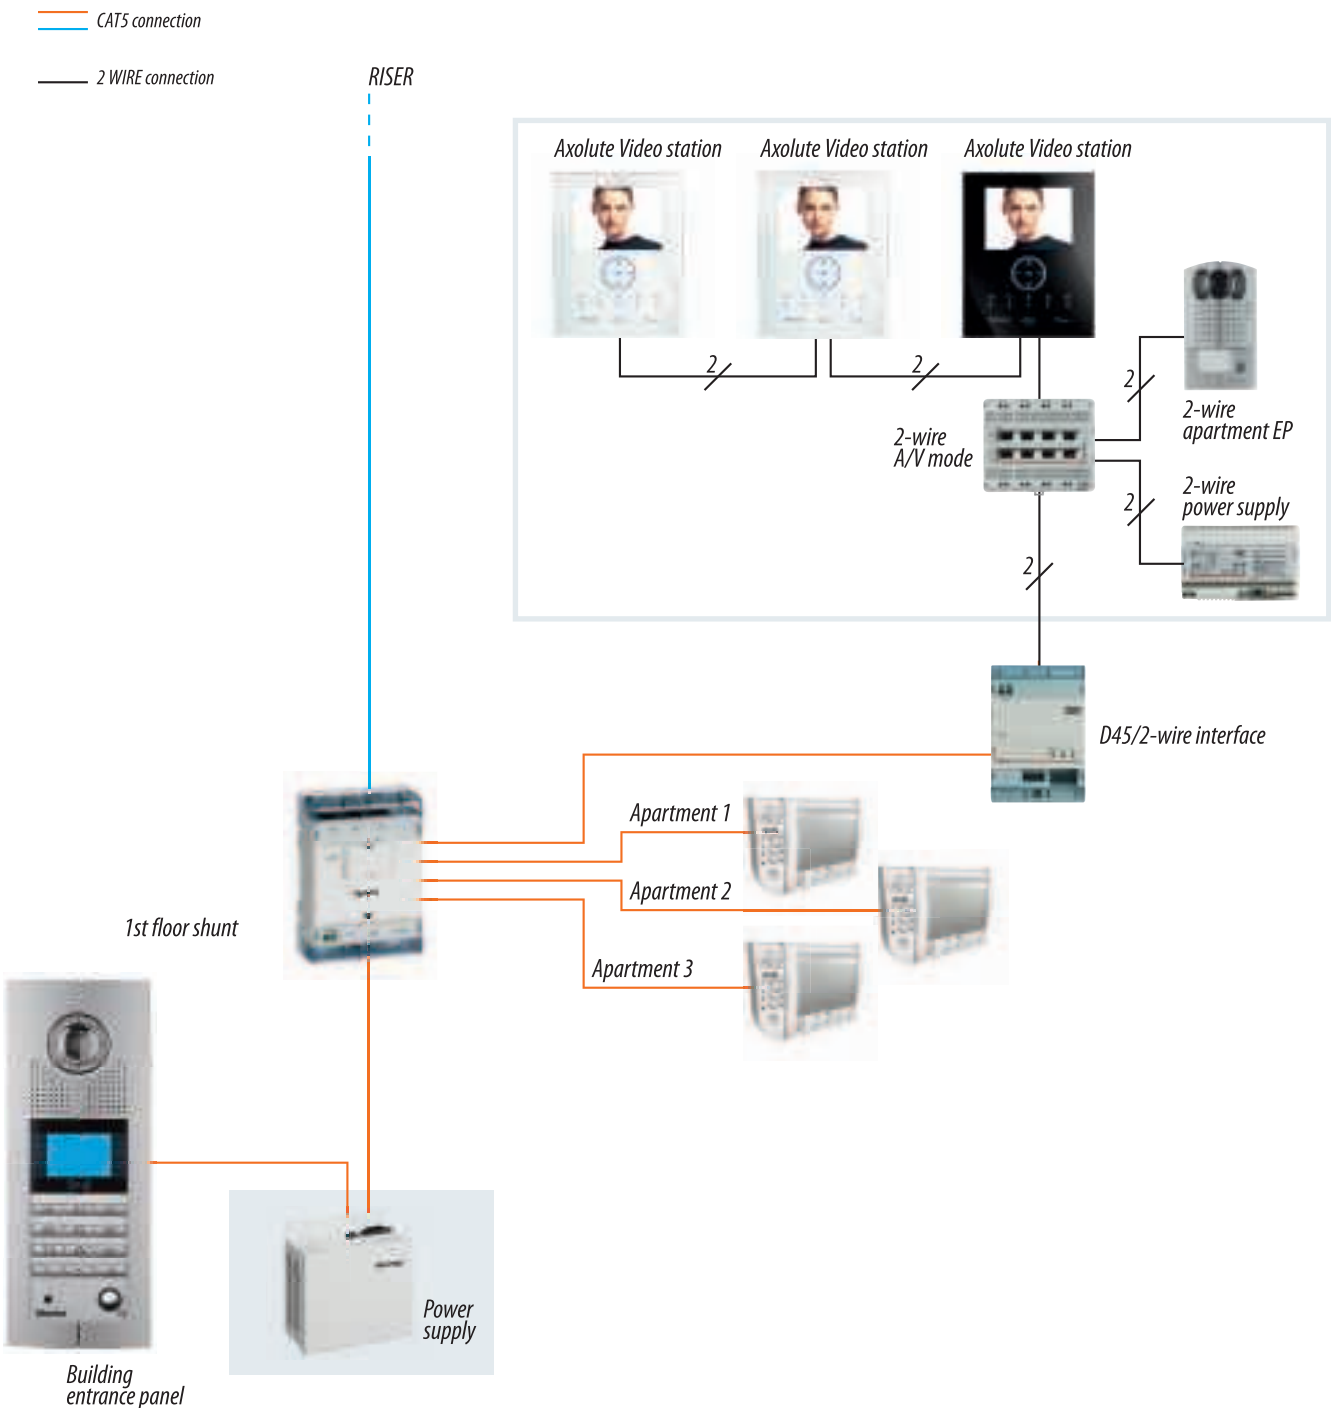 CAT5 connection
2 WIRE connection
RISER
Axolute Video station
Axolute Video station
Axolute Video station
2
2
2
2-wire
apartment EP
2-wire
A/V mode
2-wire
power supply
2
2
D45/2-wire interface
Apartment 1
Apartment 2
1st floor shunt
Apartment 3
Power
supply
Building
entrance panel